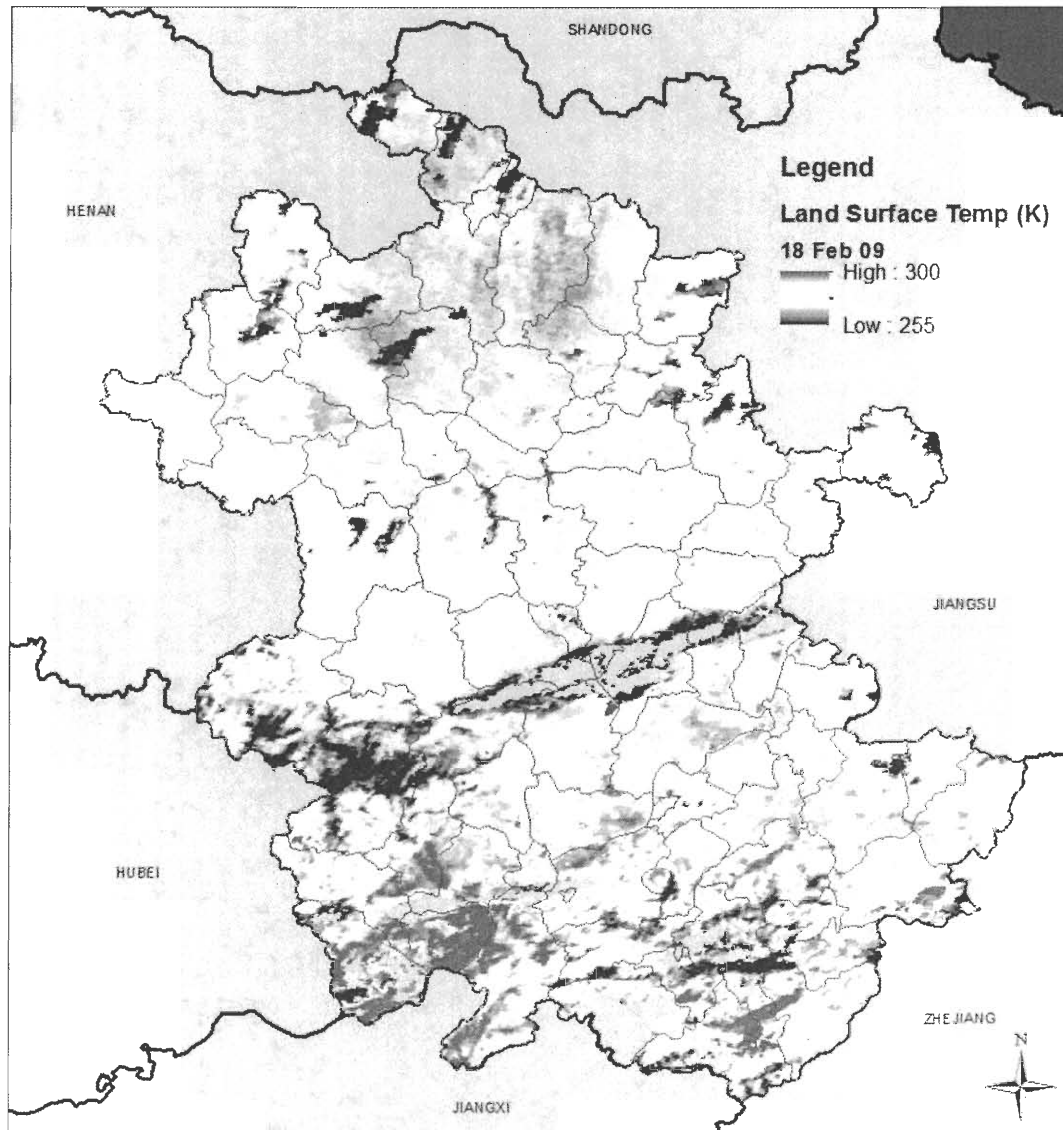 SHANDONG
Legend
Land Surface Temp (K)
18 Feb 09
High : 300
Low : 255
HENAN
JIANGSU
HUBEI
ZHEJIANG
N
JIANGXI